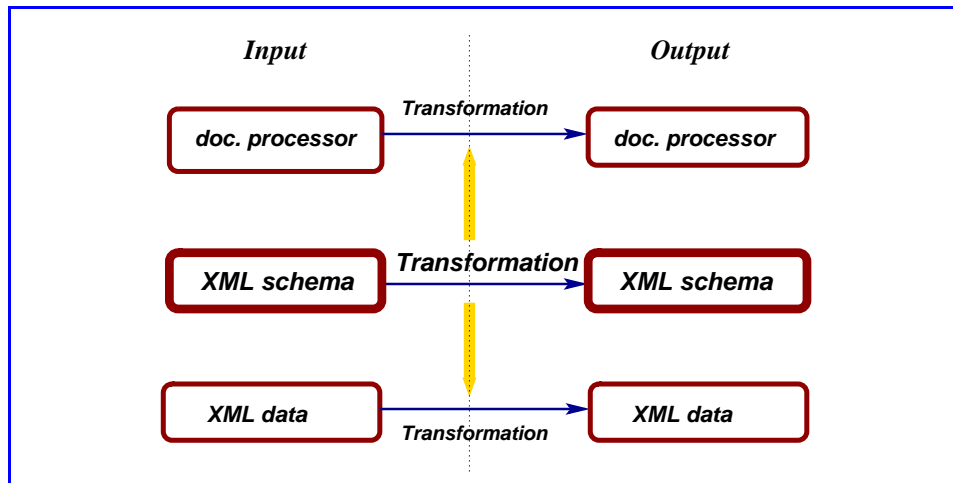 Input Output
Transformation
doc. processor doc. processor
Transformation
XML schema XML schema
XML data XML data
Transformation